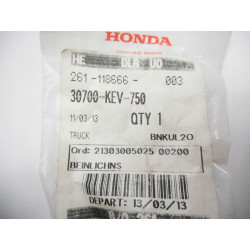 HONDA
261-118666- 003
30700-KEV-750
11/03/13 QTY 1
TRUCK BNKUL20
Ord: 21303005025 00200
BEINLICHNS
DEPART: 13/03/13